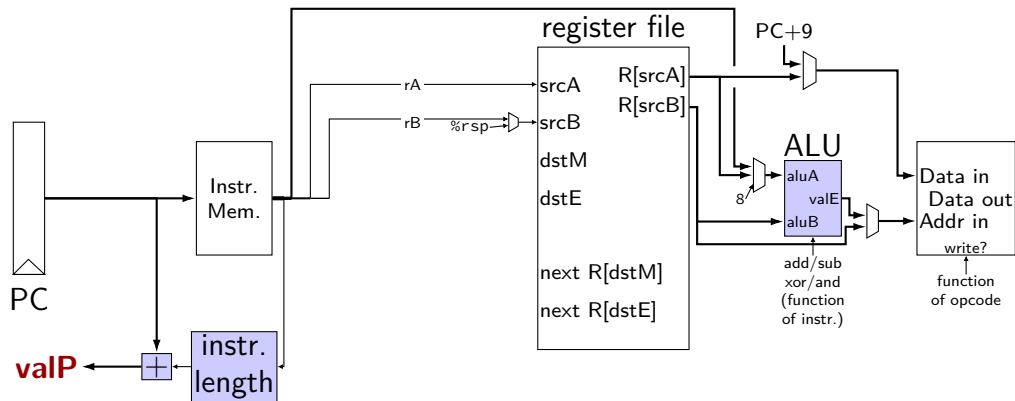 register file
PC+9
rA
srcA
R[srcA]
R[srcB]
rB
%rsp
srcB
ALU
dstM
Instr.
Mem.
8
aluA
valE
aluB
Data in
Data out
Addr in
write?
dstE
add/sub
xor/and
(function
of instr.)
function
of opcode
next R[dstM]
next R[dstE]
PC
valP
+
instr.
length